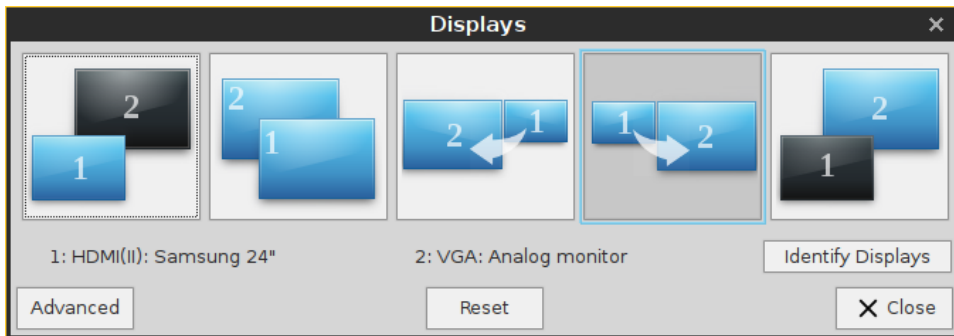 Displays
2
1
2
1
2
1
1
2
2
1
1: HDMI(II): Samsung 24"
2: VGA: Analog monitor
Identify Displays
Advanced
Reset
Close